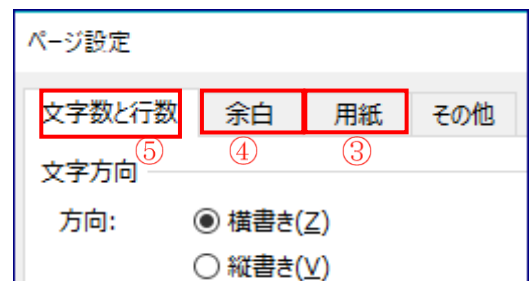 ページ設定
文字数と行数 余白 用紙 その他
⑤ ④ ③
文字方向
方向: 横書き(Z)
縦書き(V)